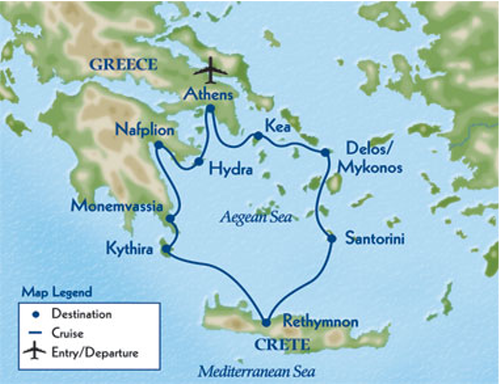 GREECE
Athens
Nafplion
Kea
Delos/
Mykonos
Hydra
Monemvassia
Aegean Sea
Kythira
Santorini
Map Legend
Destination
Cruise
Entry/Departure
Rethymnon
CRETE
Mediterranean Sea